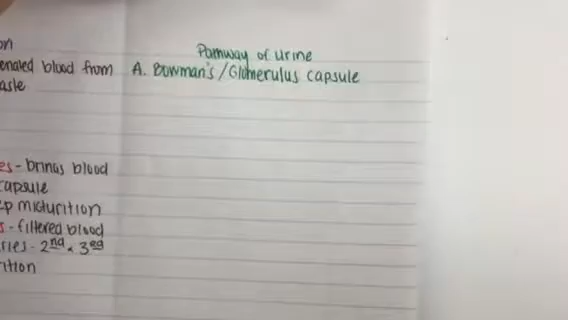 on
Pathway of urine
enated blood from
A. Bowman's/Glomerulus capsule
aste
es - brings blood
capsule
ep micturition
s - filtered blood
ries - 2nd & 3rd
ition